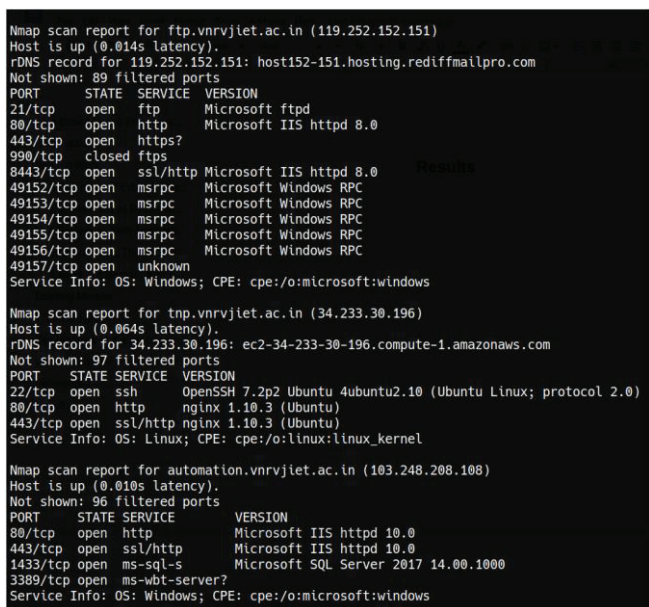 Nmap scan report for ftp.vnrvjiet.ac.in (119.252.152.151)
Host is up (0.014s latency).
rDNS record for 119.252.152.151: host152-151.hosting.rediffmailpro.com
Not shown: 89 filtered ports
PORT STATE SERVICE VERSION
21/tcp open ftp Microsoft ftpd
80/tcp open http Microsoft IIS httpd 8.0
443/tcp open https?
990/tcp closed ftps
8443/tcp open ssl/http Microsoft IIS httpd 8.0
Results
49152/tcp open msrpc Microsoft Windows RPC
49153/tcp open msrpc Microsoft Windows RPC
49154/tcp open msrpc Microsoft Windows RPC
49155/tcp open msrpc Microsoft Windows RPC
49156/tcp open msrpc Microsoft Windows RPC
49157/tcp open unknown
Service Info: OS: Windows; CPE: cpe:/o:microsoft:windows
Nmap scan report for tnp.vnrvjiet.ac.in (34.233.30.196)
Host is up (0.064s latency).
rDNS record for 34.233.30.196: ec2-34-233-30-196.compute-1.amazonaws.com
Not shown: 97 filtered ports
PORT STATE SERVICE VERSION
22/tcp open ssh OpenSSH 7.2p2 Ubuntu 4ubuntu2.10 (Ubuntu Linux; protocol 2.0)
80/tcp open http nginx 1.10.3 (Ubuntu)
443/tcp open ssl/http nginx 1.10.3 (Ubuntu)
Service Info: OS: Linux; CPE: cpe:/o:linux:linux_kernel
Nmap scan report for automation.vnrvjiet.ac.in (103.248.208.108)
Host is up (0.010s latency).
Not shown: 96 filtered ports
PORT STATE SERVICE VERSION
80/tcp open http Microsoft IIS httpd 10.0
443/tcp open ssl/http Microsoft IIS httpd 10.0
1433/tcp open ms-sql-s Microsoft SQL Server 2017 14.00.1000
3389/tcp open ms-wbt-server?
Service Info: OS: Windows; CPE: cpe:/o:microsoft:windows